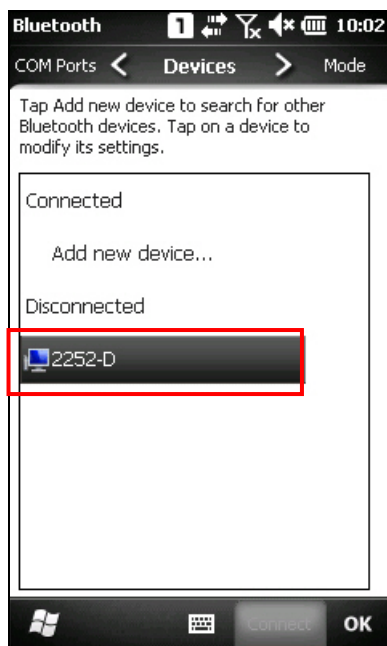 Bluetooth 1 10:02
COM Ports Devices Mode
Tap Add new device to search for other
Bluetooth devices. Tap on a device to
modify its settings.
Connected
Add new device...
Disconnected
2252-D
Connect OK